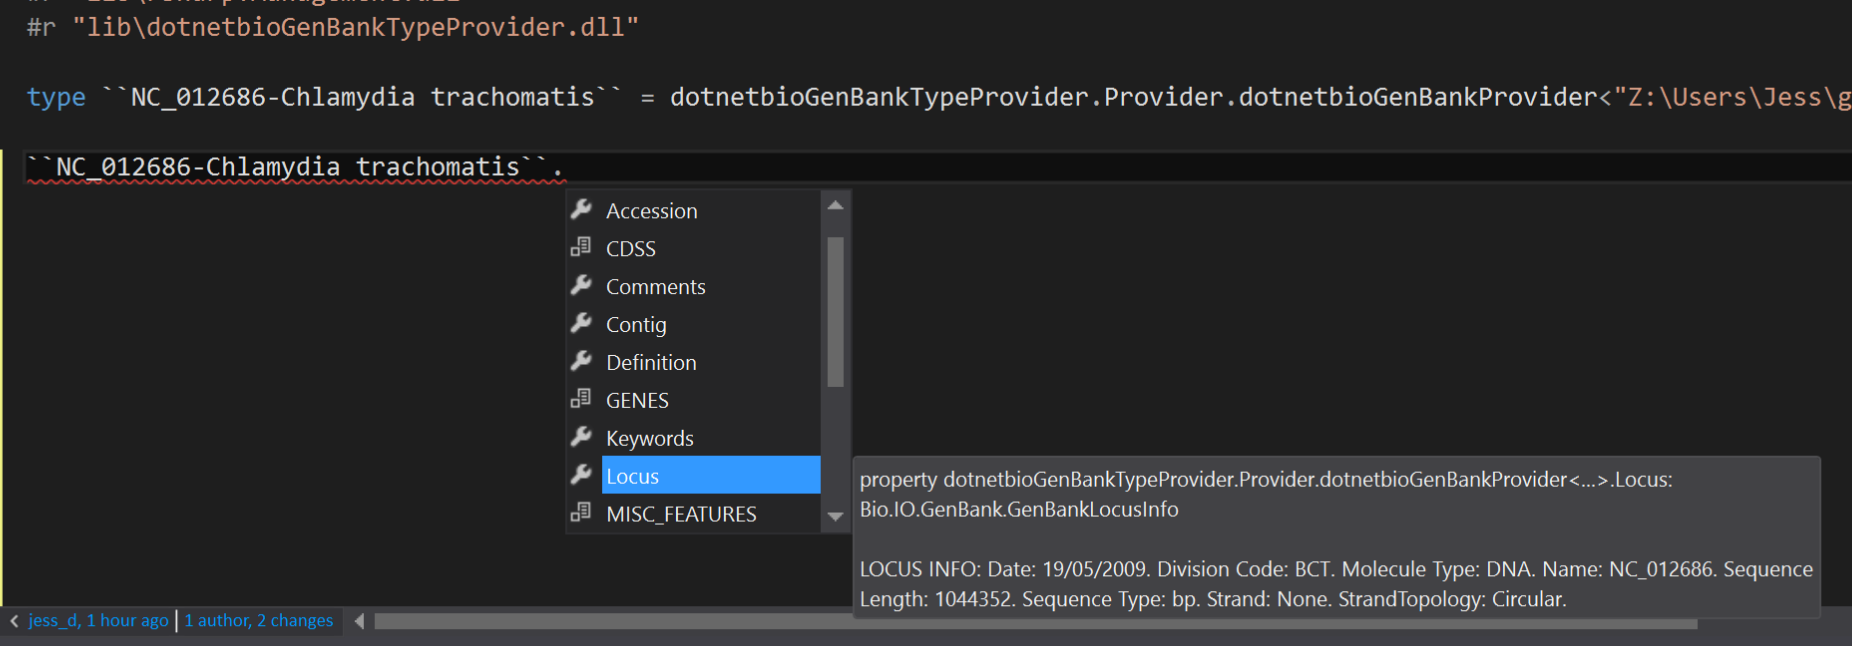 #r "lib\dotnetbioGenBankTypeProvider.dll"
type ``NC_012686-Chlamydia trachomatis`` = dotnetbioGenBankTypeProvider.Provider.dotnetbioGenBankProvider<"Z:\Users\Jess\g
``NC_012686-Chlamydia trachomatis``.
Accession
CDSS
Comments
Contig
Definition
GENES
Keywords
Locus
MISC_FEATURES
property dotnetbioGenBankTypeProvider.Provider.dotnetbioGenBankProvider<...>.Locus:
Bio.IO.GenBank.GenBankLocusInfo
LOCUS INFO: Date: 19/05/2009. Division Code: BCT. Molecule Type: DNA. Name: NC_012686. Sequence
Length: 1044352. Sequence Type: bp. Strand: None. StrandTopology: Circular.
jess_d, 1 hour ago | 1 author, 2 changes